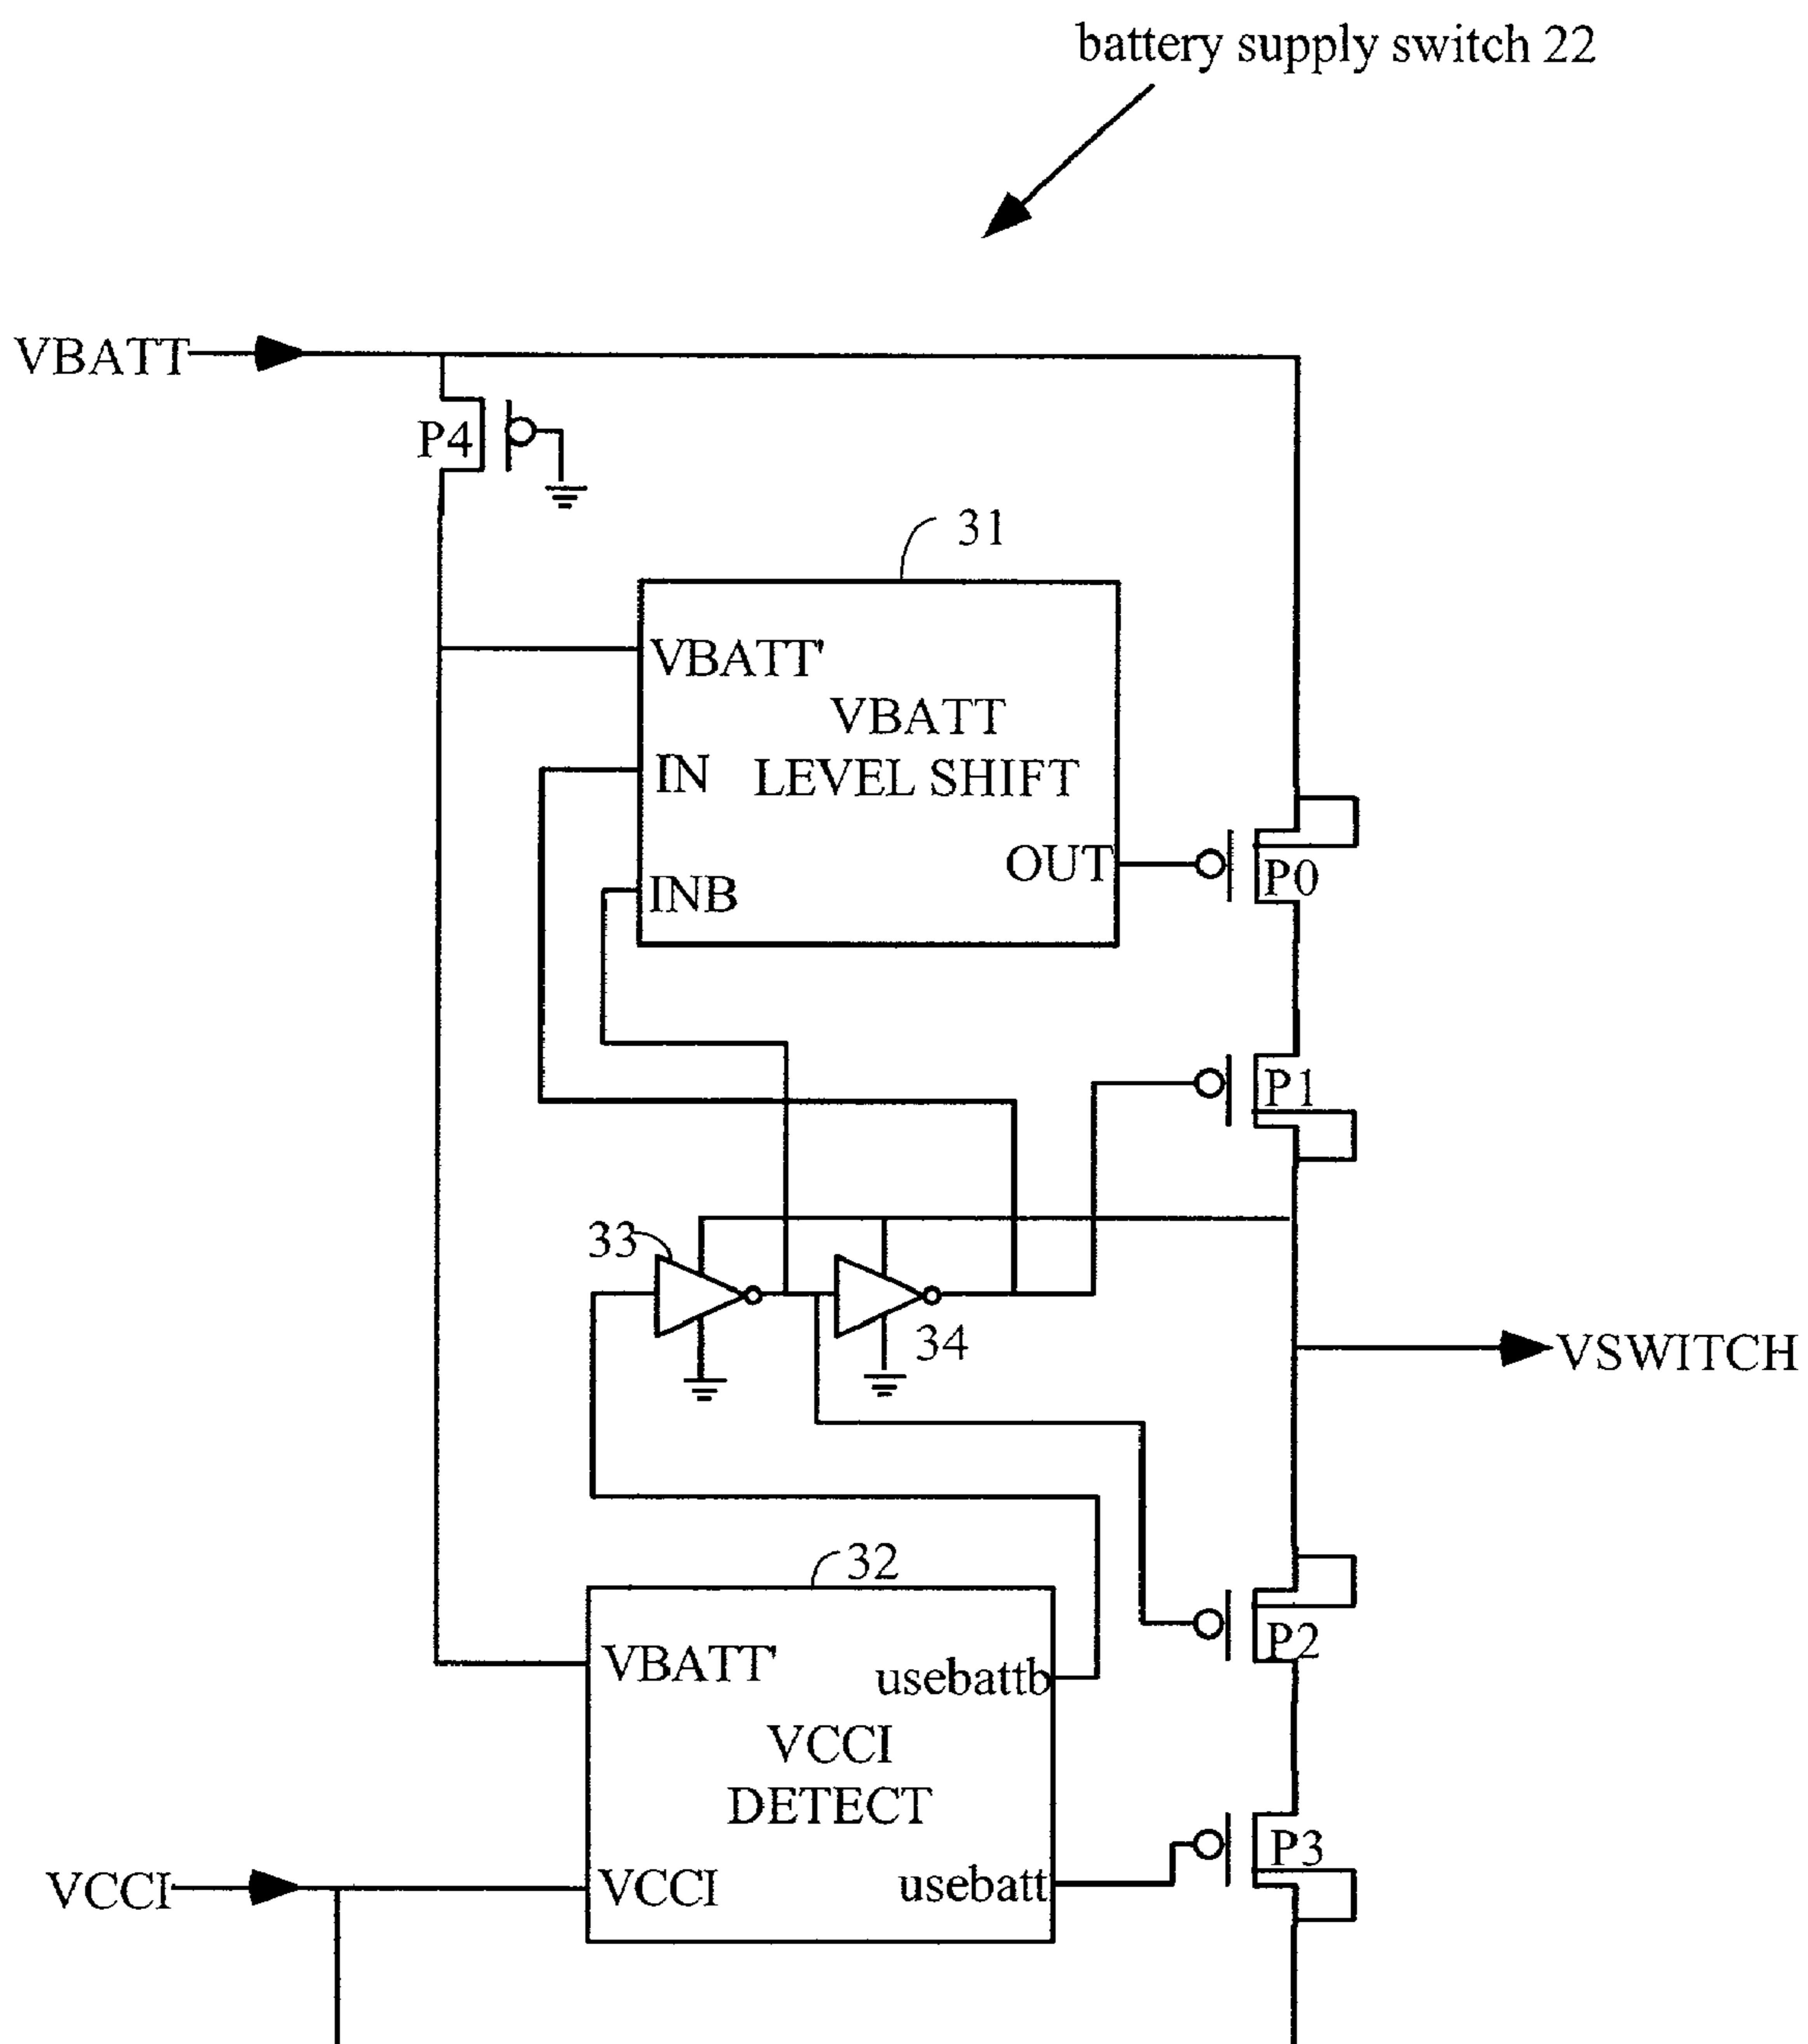 battery supply switch 22
VBATT
P4
31
VBATT'
VBATT
LEVEL SHIFT
IN
OUT
INB
P0
P1
33
34
VSWITCH
32
VBATT'
usebattb
P2
VCCI
DETECT
P3
VCCI
VCCI
usebatt